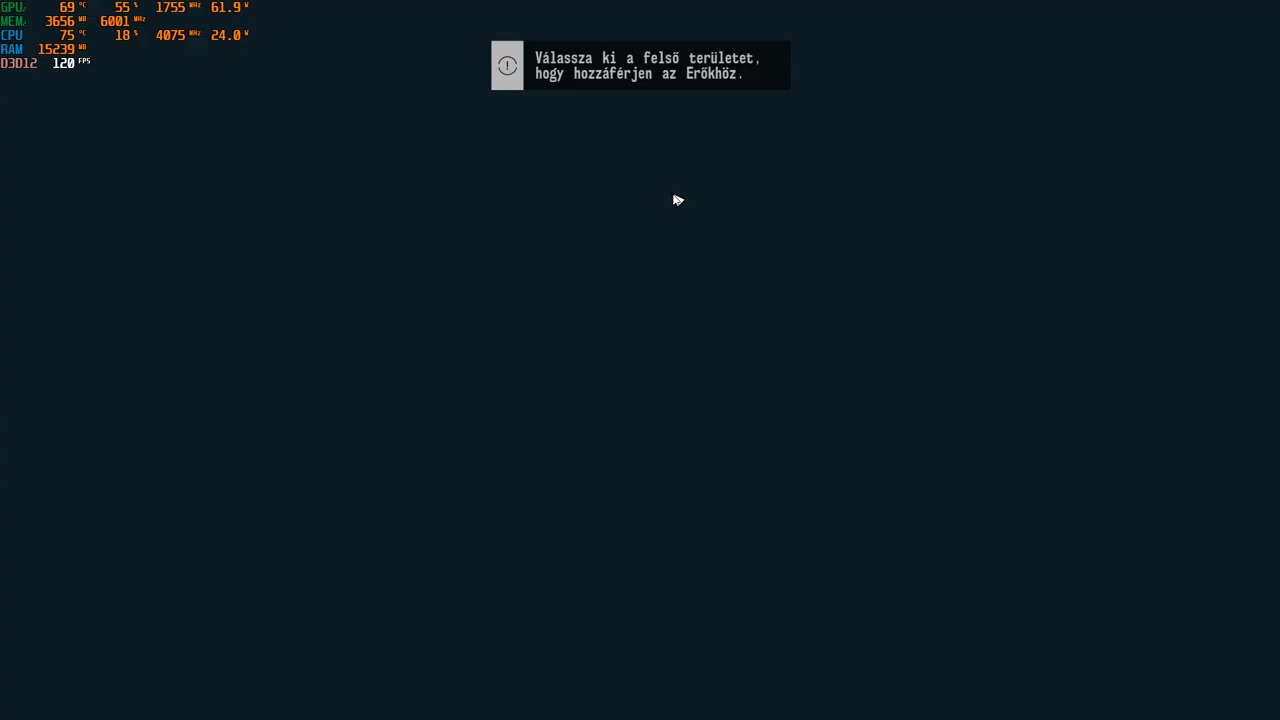 GPU 69 °C 55 % 1755 MHz 61.9 W
MEM 3656 MB 6001 MHz
CPU 75 °C 18 % 4075 MHz 24.0 W
RAM 15239 MB
D3D12 120 FPS
Válassza ki a felső területet,
hogy hozzáférjen az Erőkhöz.